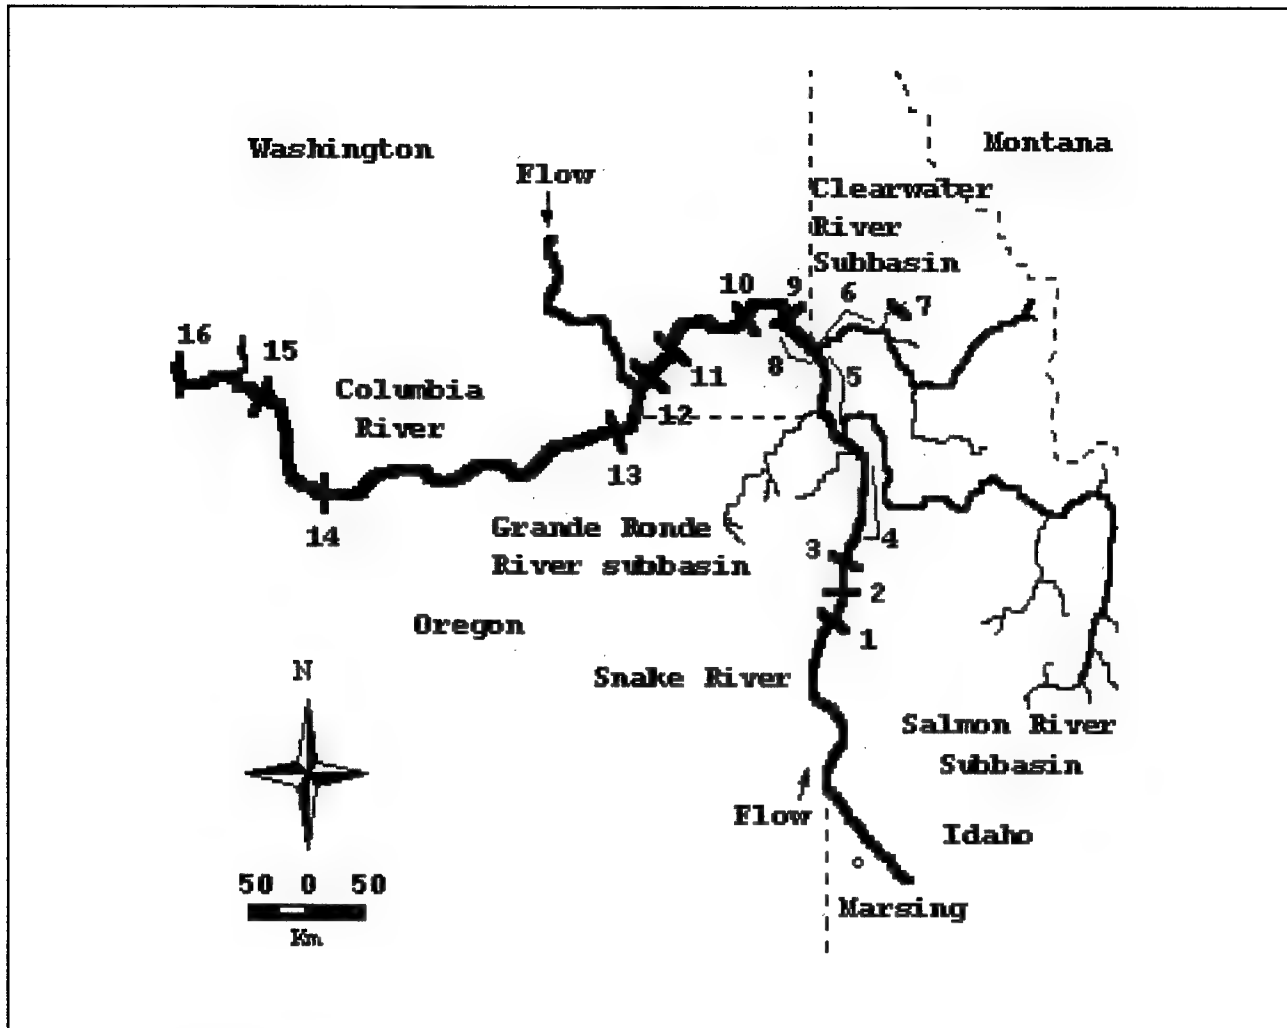 Washington
Montana
Flow
Clearwater
River
Subbasin
10
9
6
7
16
15
8
5
11
Columbia
River
12
13
14
Grande Ronde
River subbasin
3
4
2
1
Oregon
Snake River
N
Salmon River
Subbasin
Flow
Idaho
50 0 50
Km
Marsing